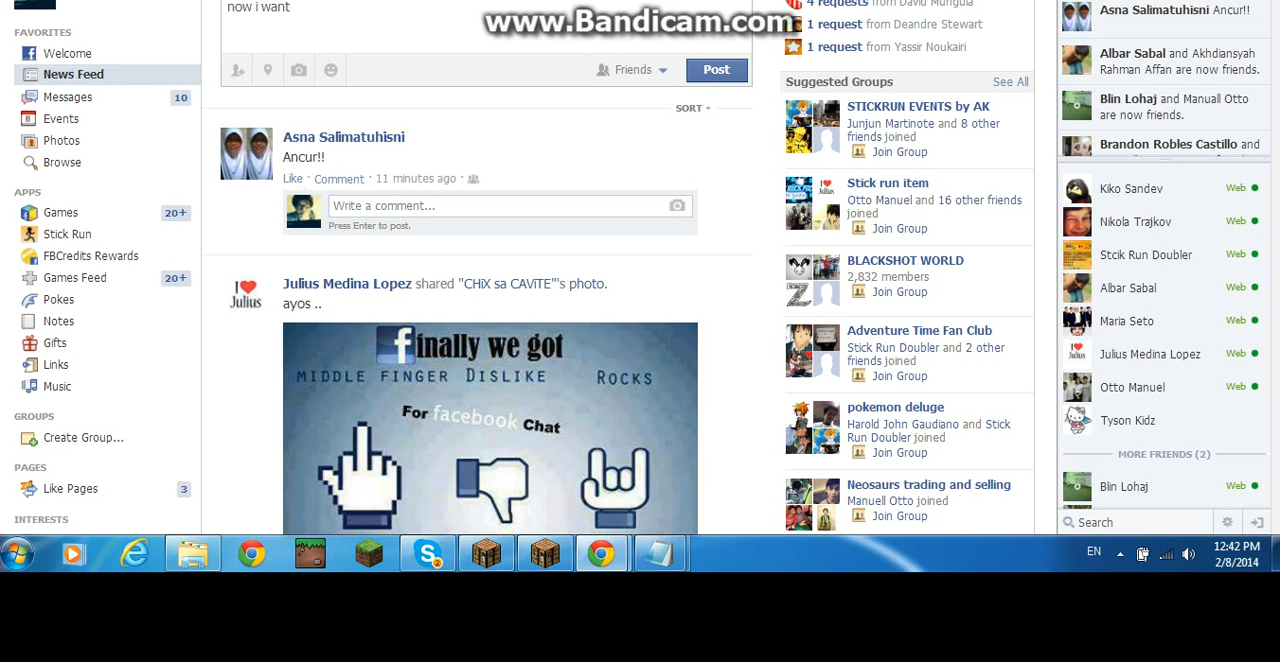 now i want
www.Bandicam.com
Friends
Post
FAVORITES
Welcome
News Feed
Messages 10
Events
Photos
Browse
APPS
Games 20+
Stick Run
FBCredits Rewards
Games Feed 20+
Pokes
Notes
Gifts
Links
Music
GROUPS
Create Group...
PAGES
Like Pages 3
INTERESTS
SORT
Asna Salimatuhisni
Ancur!!
Like · Comment · 11 minutes ago
Write a comment...
Press Enter to post.
I
Julius
Julius Medina Lopez shared "CHiX sa CAViTE"'s photo.
ayos ..
finally we got
MIDDLE FINGER DISLIKE ROCKS
For facebook Chat
4 requests from David Murigula
1 request from Deandre Stewart
1 request from Yassir Noukairi
Suggested Groups See All
STICKRUN EVENTS by AK
Junjun Martinote and 8 other
friends joined
Join Group
Stick run item
Otto Manuel and 16 other friends
joined
Join Group
BLACKSHOT WORLD
2,832 members
Join Group
Adventure Time Fan Club
Stick Run Doubler and 2 other
friends joined
Join Group
pokemon deluge
Harold John Gaudiano and Stick
Run Doubler joined
Join Group
Neosaurs trading and selling
Manuell Otto joined
Join Group
Asna Salimatuhisni Ancur!!
Albar Sabal and Akhdiansyah
Rahman Affan are now friends.
Blin Lohaj and Manuall Otto
are now friends.
Brandon Robles Castillo and
Kiko Sandev Web
Nikola Trajkov Web
Stcik Run Doubler Web
Albar Sabal Web
Maria Seto Web
Julius Medina Lopez Web
Otto Manuel Web
Tyson Kidz
MORE FRIENDS (2)
Blin Lohaj Web
Search
EN
12:42 PM
2/8/2014